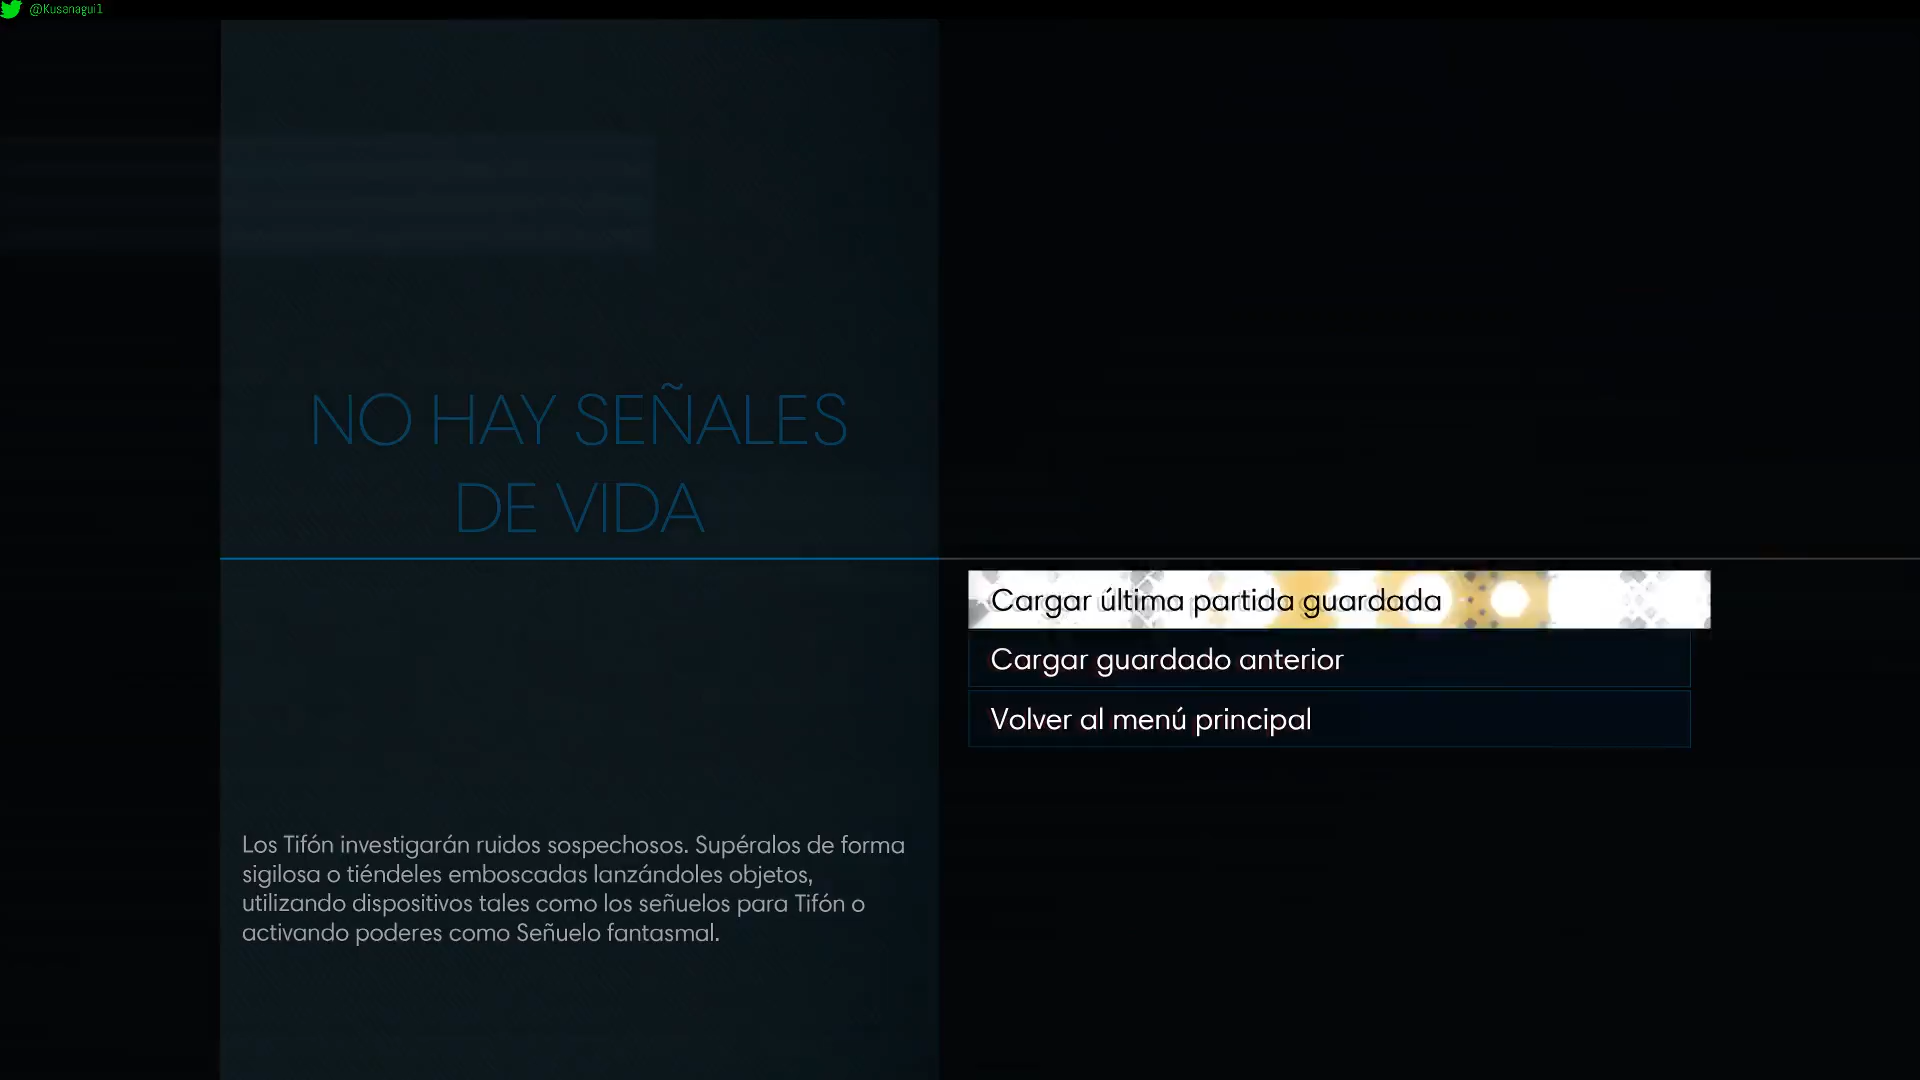 @Kusanagui1
NO HAY SEÑALES
DE VIDA
Cargar última partida guardada
Cargar guardado anterior
Volver al menú principal
Los Tifón investigarán ruidos sospechosos. Supéralos de forma
sigilosa o tiéndeles emboscadas lanzándoles objetos,
utilizando dispositivos tales como los señuelos para Tifón o
activando poderes como Señuelo fantasmal.